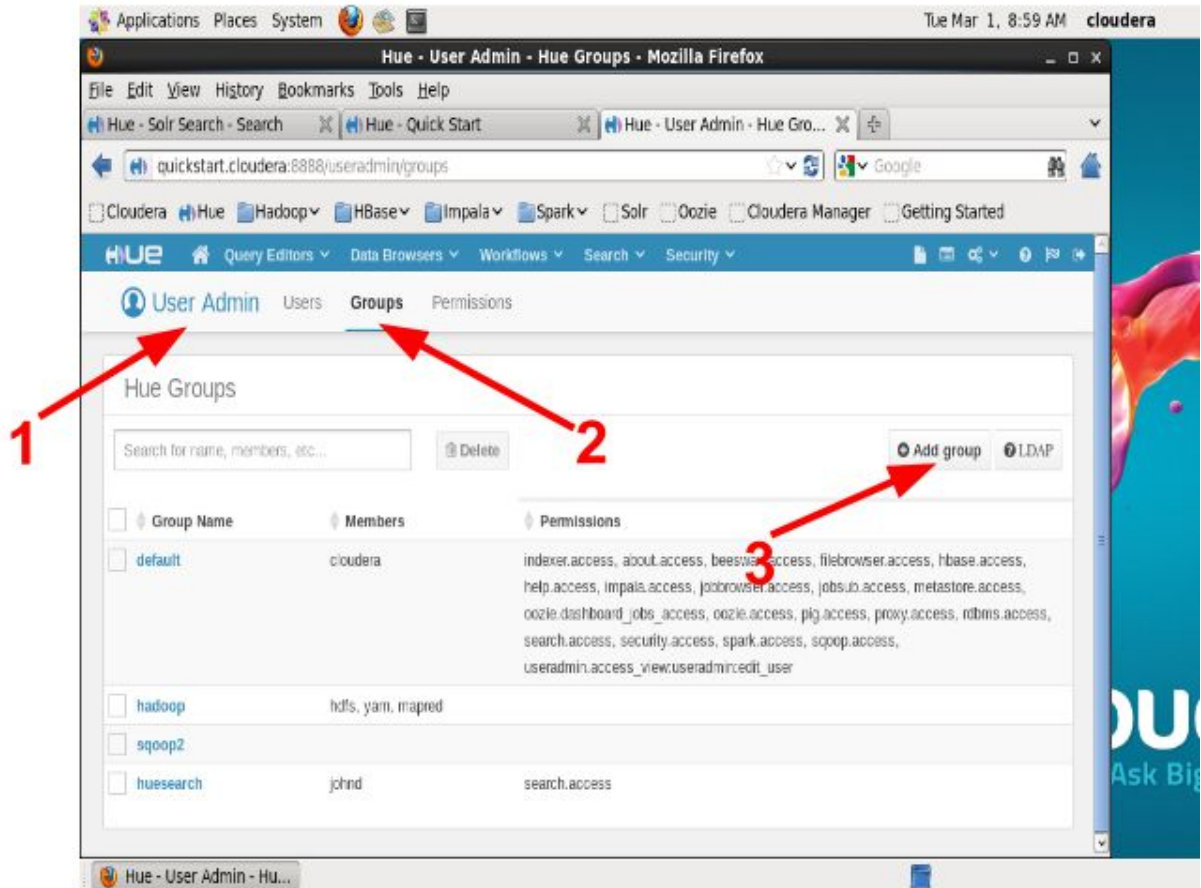 Applications Places System Tue Mar 1, 8:59 AM cloudera
Hue - User Admin - Hue Groups - Mozilla Firefox
File Edit View History Bookmarks Tools Help
Hue - Solr Search - Search Hue - Quick Start Hue - User Admin - Hue Gro...
quickstart.cloudera:8888/useradmin/groups Google
Cloudera Hue Hadoop HBase Impala Spark Solr Oozie Cloudera Manager Getting Started
HUE Query Editors Data Browsers Workflows Search Security
User Admin Users Groups Permissions
Hue Groups
1
2
Search for name, members, etc... Delete Add group LDAP
Group Name Members Permissions
3
default cloudera indexer.access, about.access, beeswax.access, filebrowser.access, hbase.access,
help.access, impala.access, jobbrowser.access, jobsub.access, metastore.access,
oozie.dashboard_jobs_access, oozie.access, pig.access, proxy.access, rdbms.access,
search.access, security.access, spark.access, sqoop.access,
useradmin.access_view:useradmin:edit_user
hadoop hdfs, yarn, mapred
sqoop2
huesearch johnd search.access
Ask Big
Hue - User Admin - Hu...